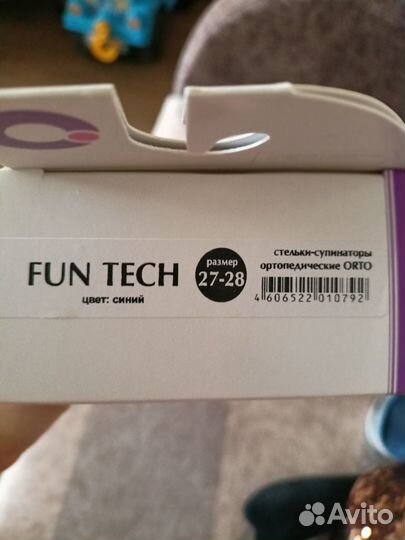 FUN TECH
цвет: синий
размер
27-28
стельки-супинаторы
ортопедические ORTO
4 606522 010792
Avito